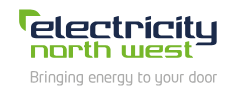 electricity
north west
Bringing energy to your door